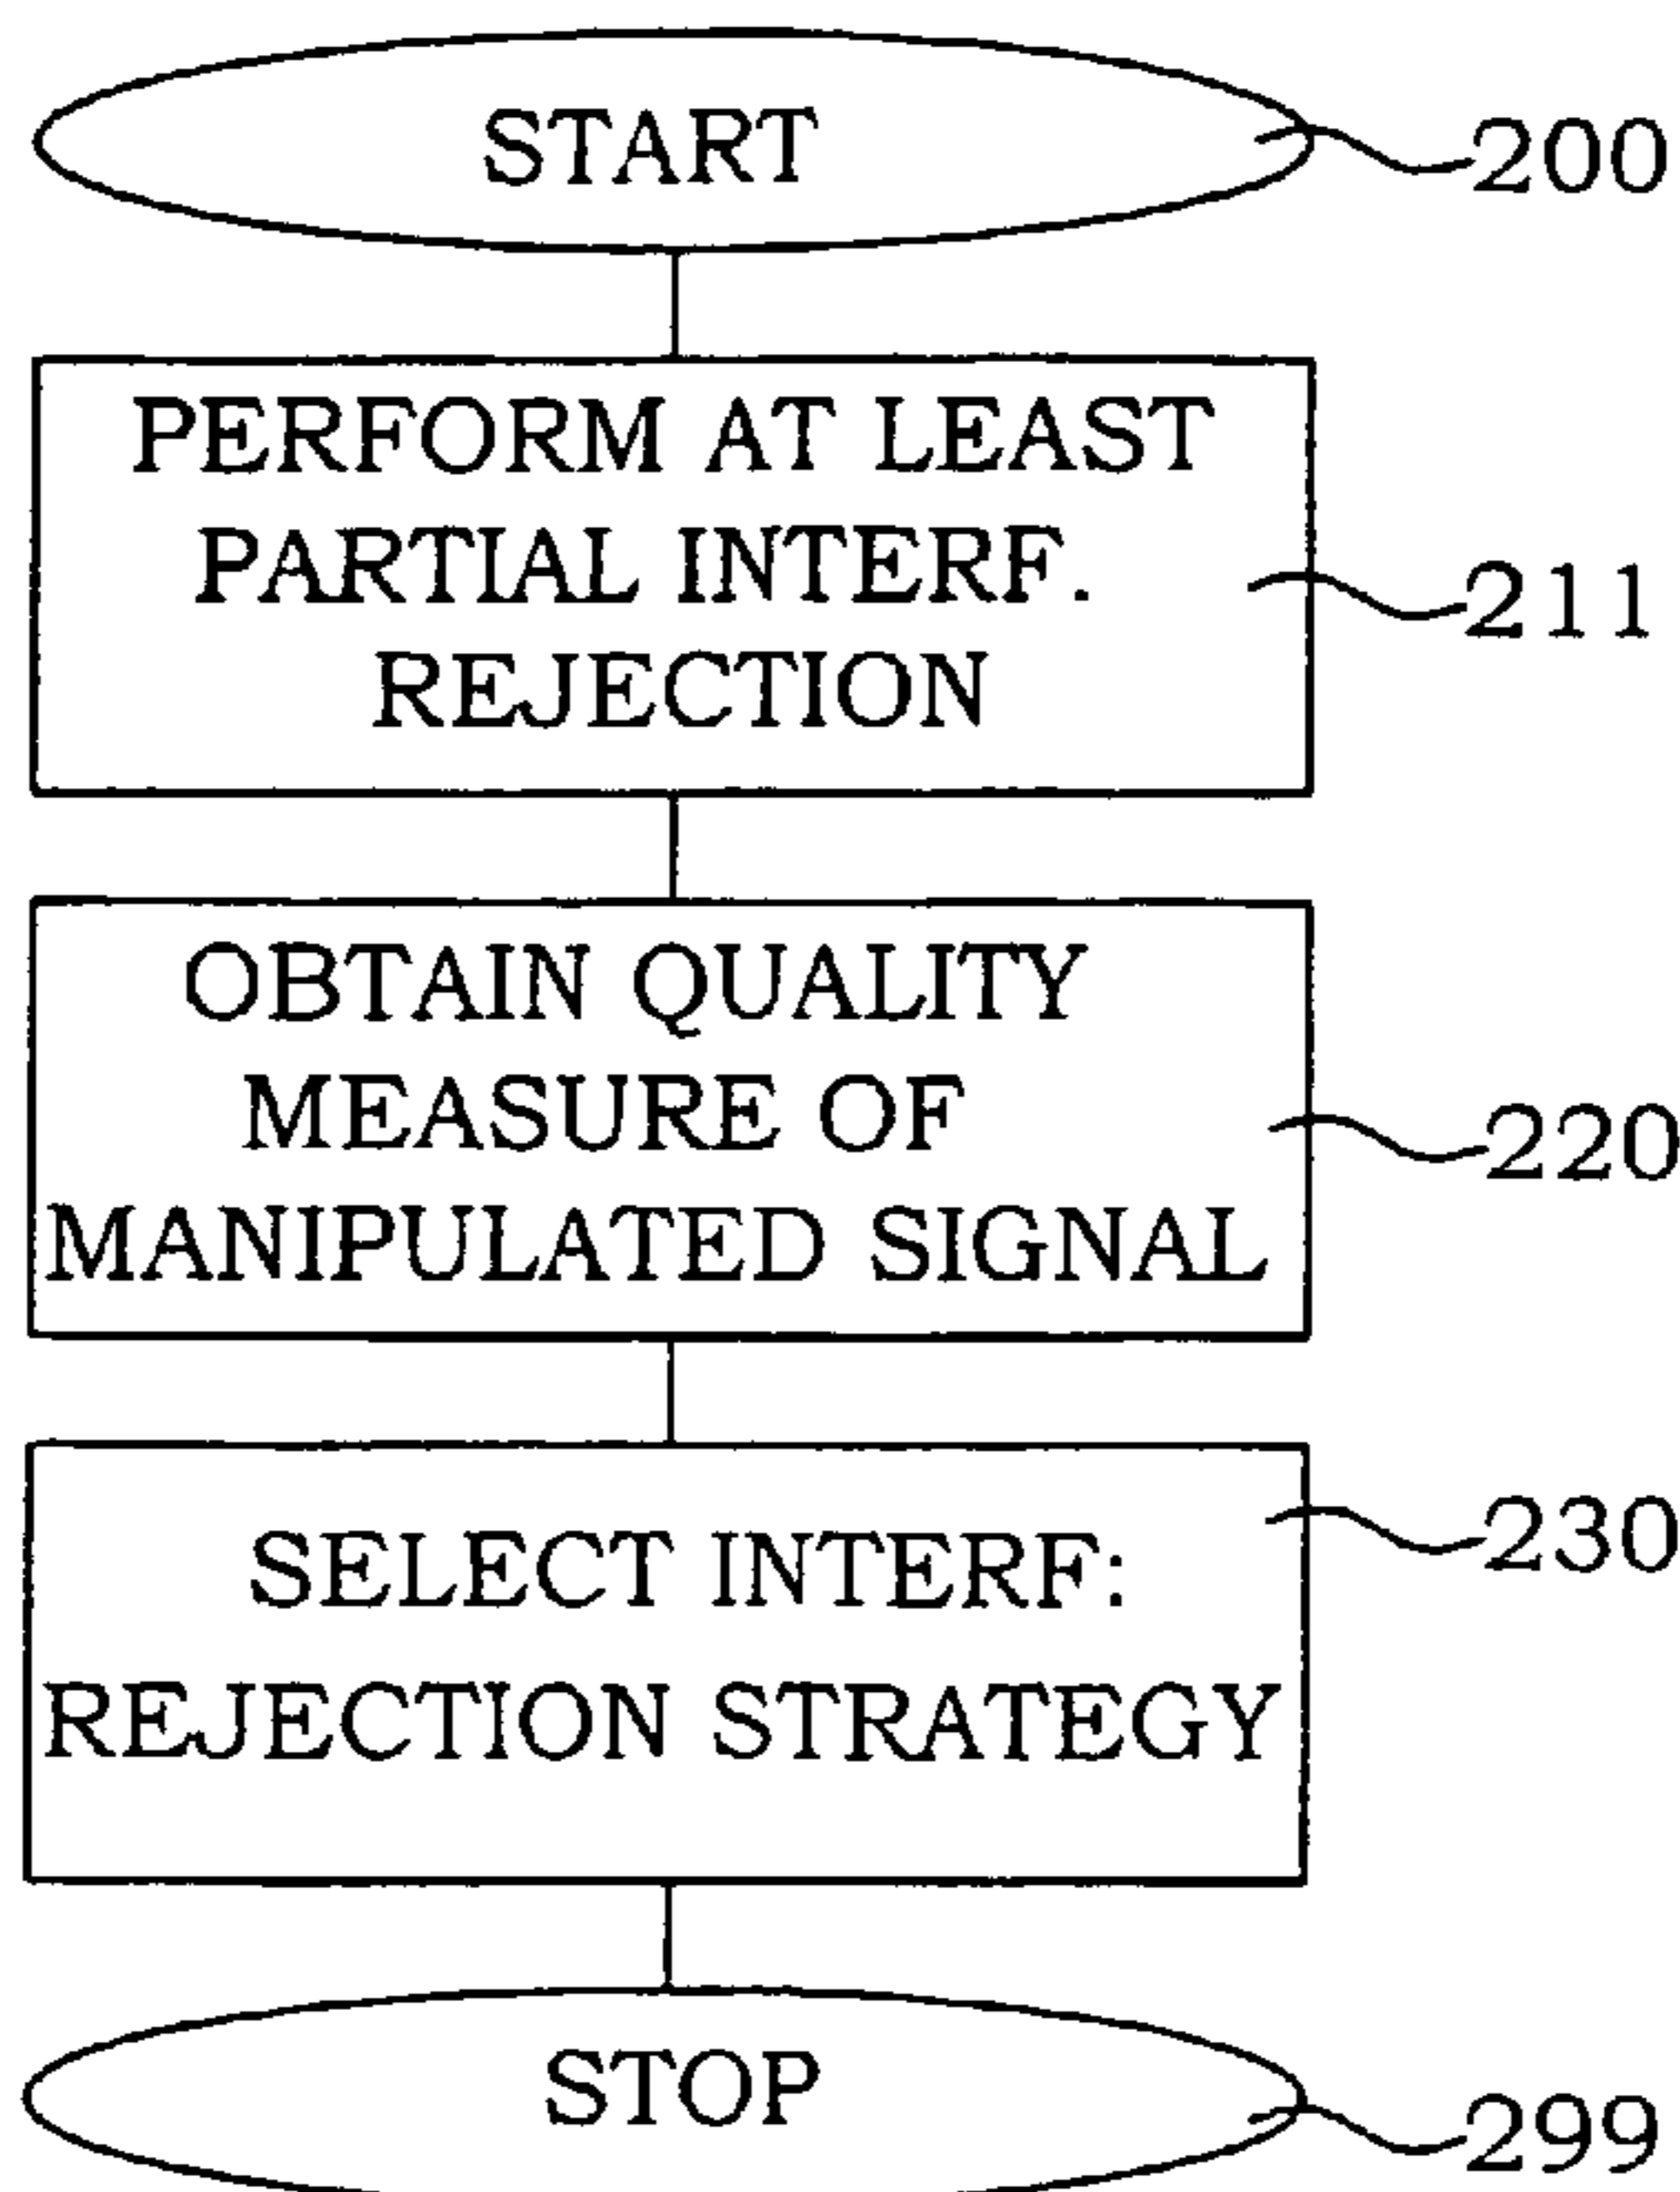 START
200
PERFORM AT LEAST
PARTIAL INTERF.
REJECTION
211
OBTAIN QUALITY
MEASURE OF
MANIPULATED SIGNAL
220
SELECT INTERF:
REJECTION STRATEGY
230
STOP
299